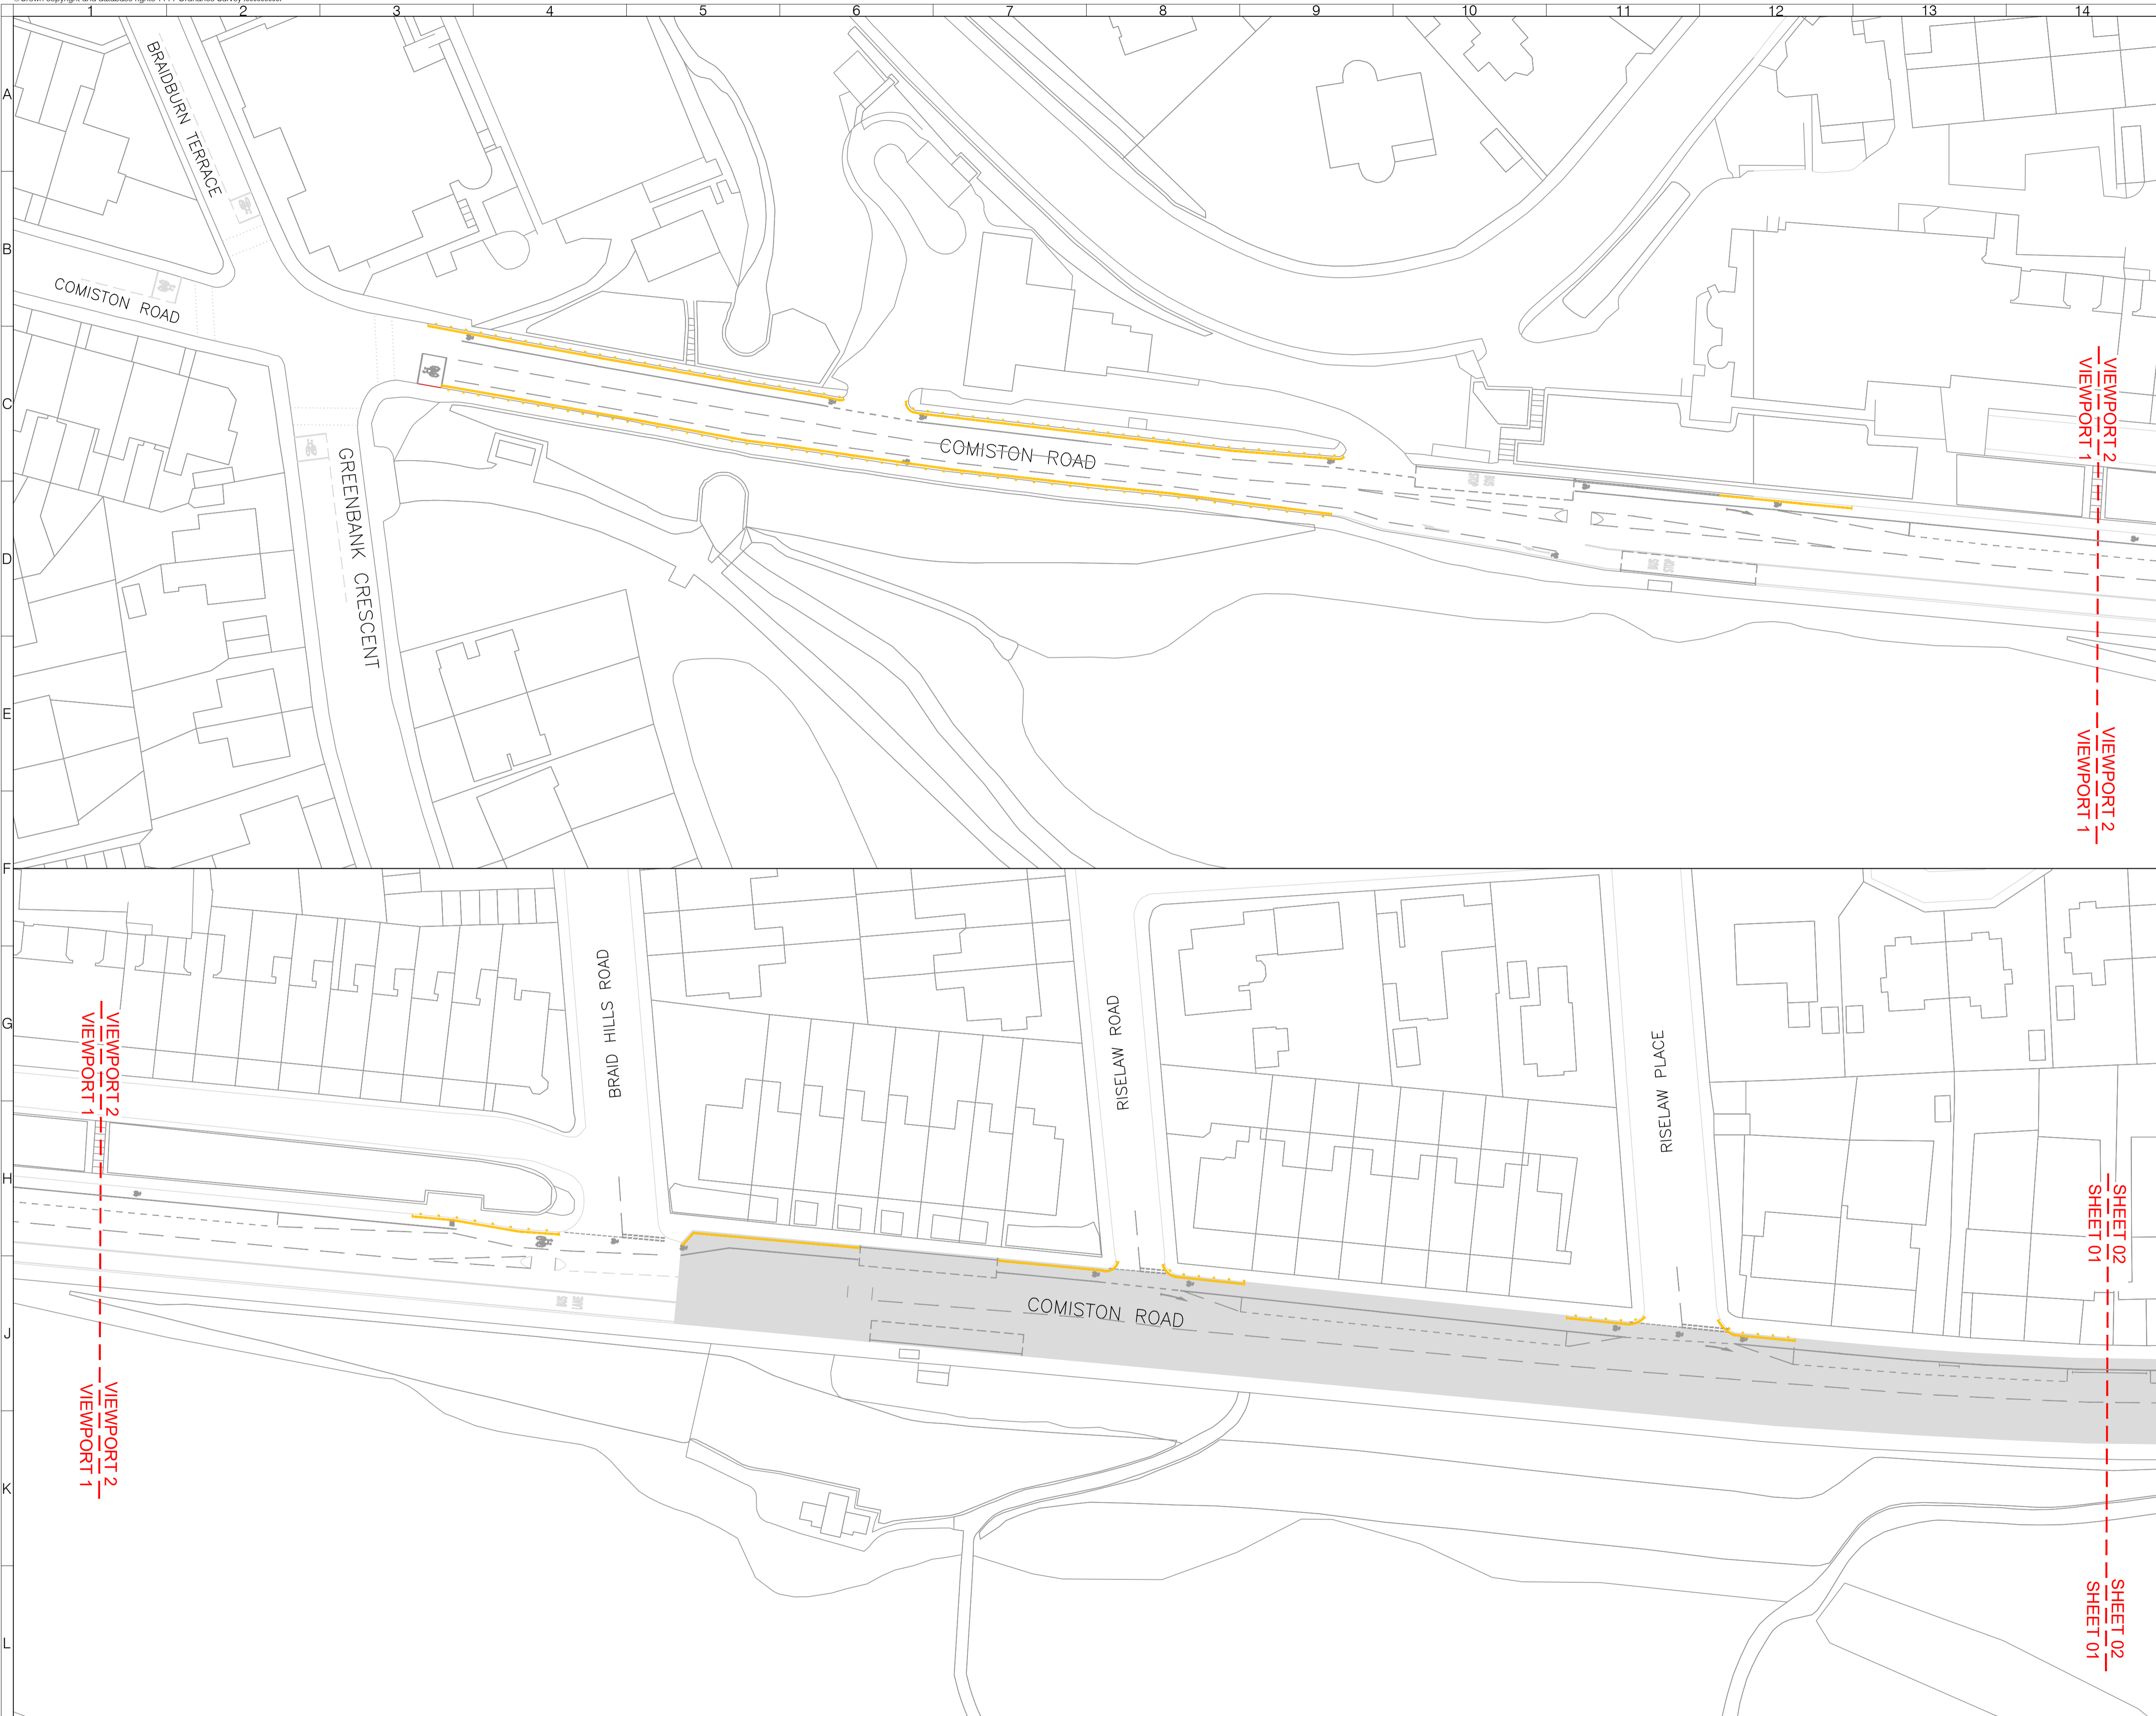 1 2 3 4 5 6 7 8 9 10 11 12 13 14
A
BRAIDBURN TERRACE
B
COMISTON ROAD
VIEWPORT 2
VIEWPORT 1
C
COMISTON ROAD
GREENBANK CRESCENT
D
E
VIEWPORT 2
VIEWPORT 1
F
BRAID HILLS ROAD
RISELAW ROAD
RISELAW PLACE
G
VIEWPORT 2
VIEWPORT 1
H
SHEET 02
SHEET 01
COMISTON ROAD
J
VIEWPORT 2
VIEWPORT 1
K
SHEET 02
SHEET 01
L